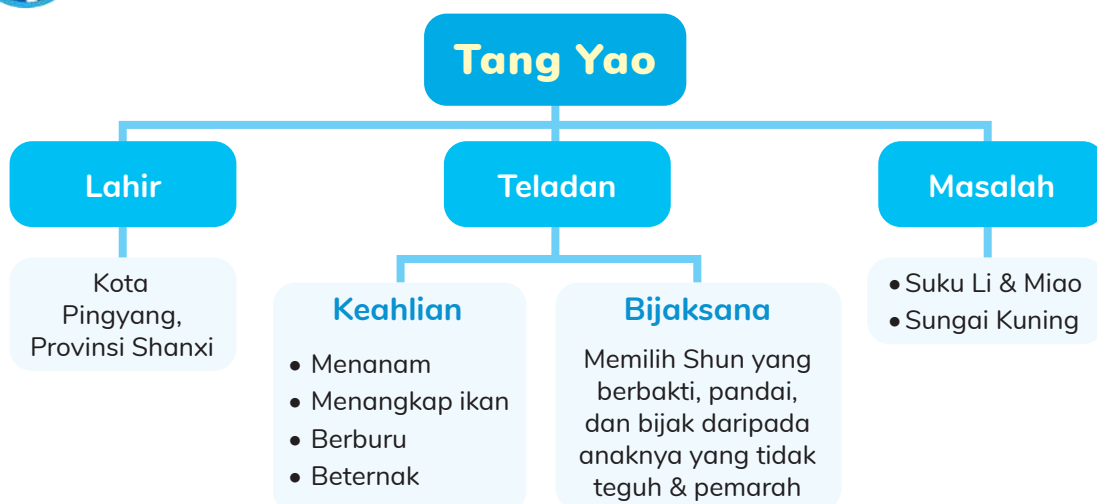 Tang Yao
Lahir
Kota
Pingyang,
Provinsi Shanxi
Teladan
Keahlian
• Menanam
• Menangkap ikan
• Berburu
• Beternak
Bijaksana
Memilih Shun yang
berbakti, pandai,
dan bijak daripada
anaknya yang tidak
teguh & pemarah
Masalah
• Suku Li & Miao
• Sungai Kuning